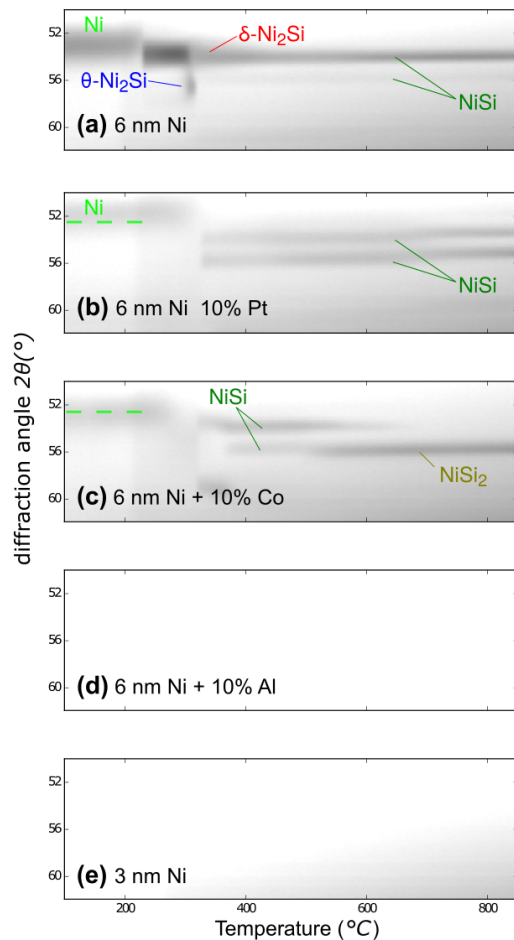 52
56
60
Ni
δ-Ni₂Si
θ-Ni₂Si
NiSi
(a) 6 nm Ni
52
56
60
Ni
NiSi
(b) 6 nm Ni 10% Pt
52
56
60
NiSi
NiSi₂
(c) 6 nm Ni + 10% Co
52
56
60
(d) 6 nm Ni + 10% Al
52
56
60
(e) 3 nm Ni
200
400
600
800
Temperature (°C)
diffraction angle 2θ(°)